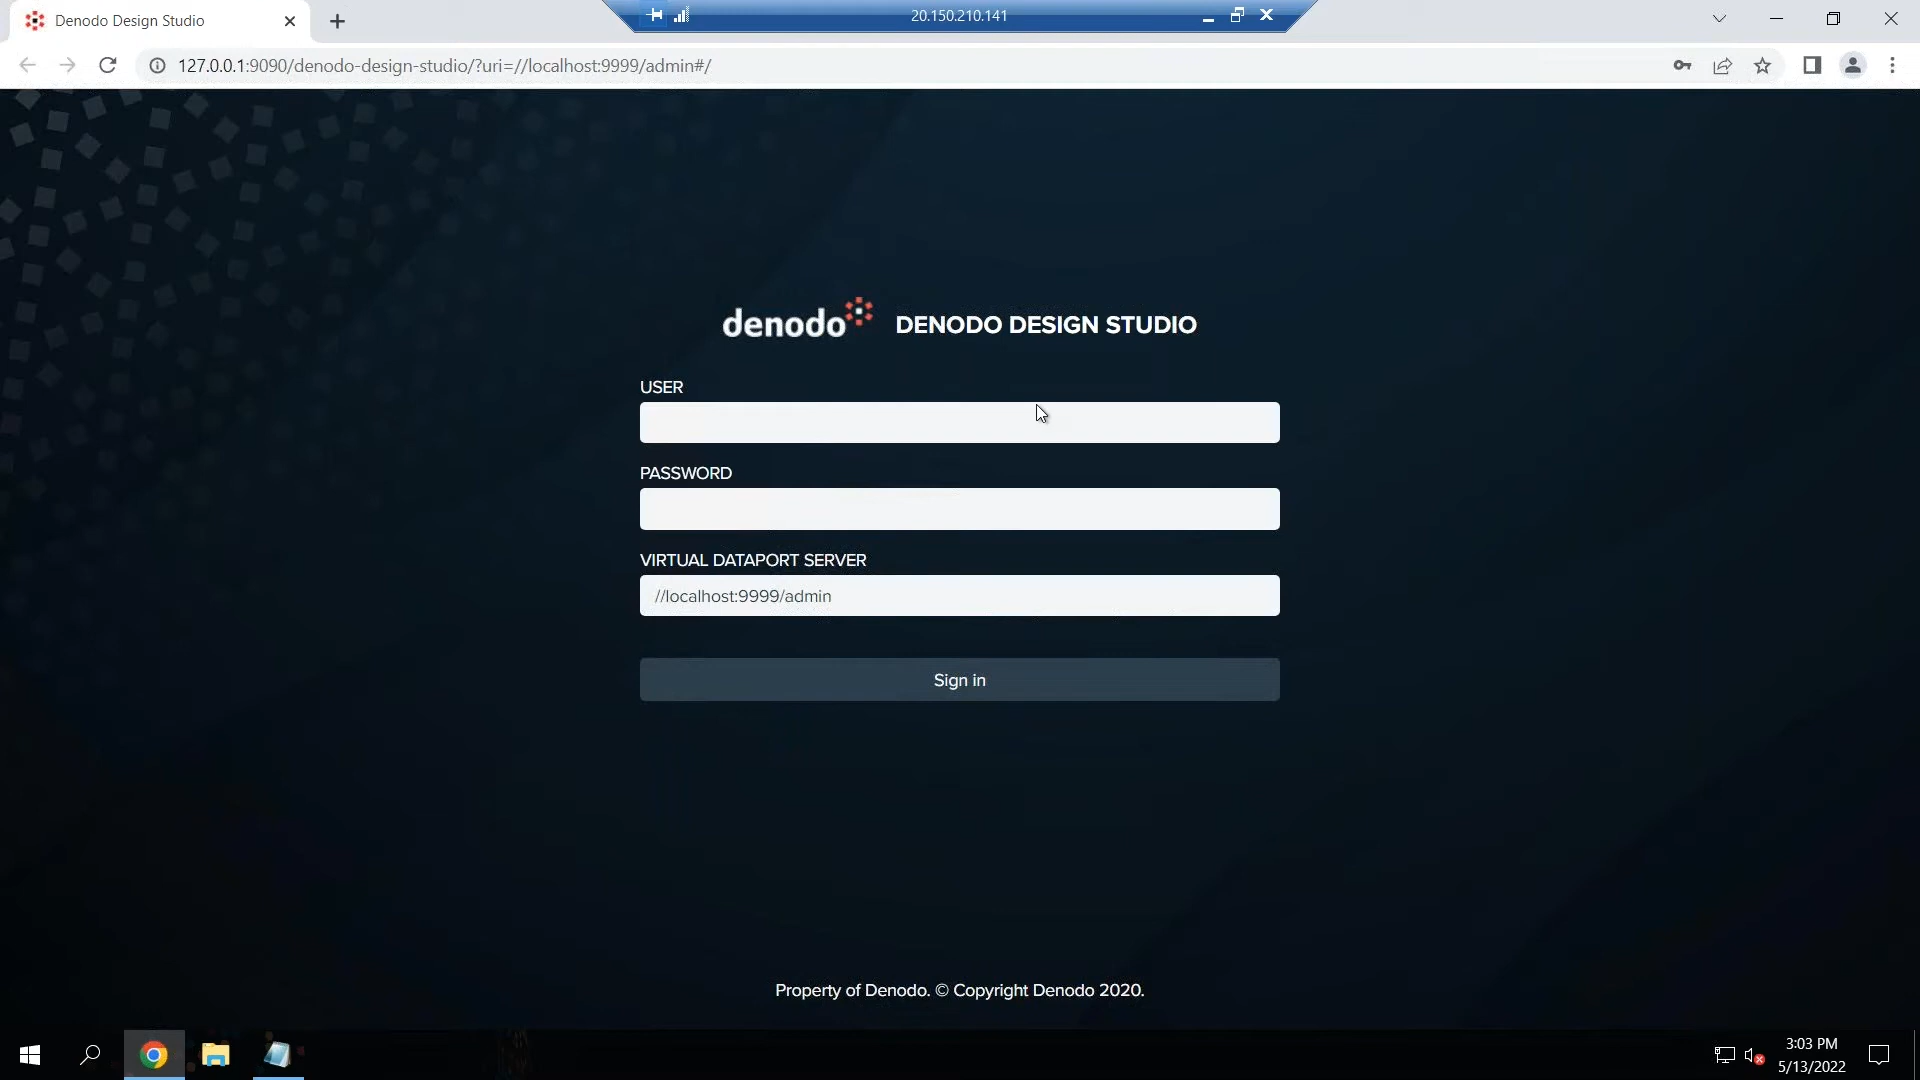 Denodo Design Studio
20.150.210.141
127.0.0.1:9090/denodo-design-studio/?uri=//localhost:9999/admin#/
denodo DENODO DESIGN STUDIO
USER
PASSWORD
VIRTUAL DATAPORT SERVER
//localhost:9999/admin
Sign in
Property of Denodo. © Copyright Denodo 2020.
3:03 PM
5/13/2022